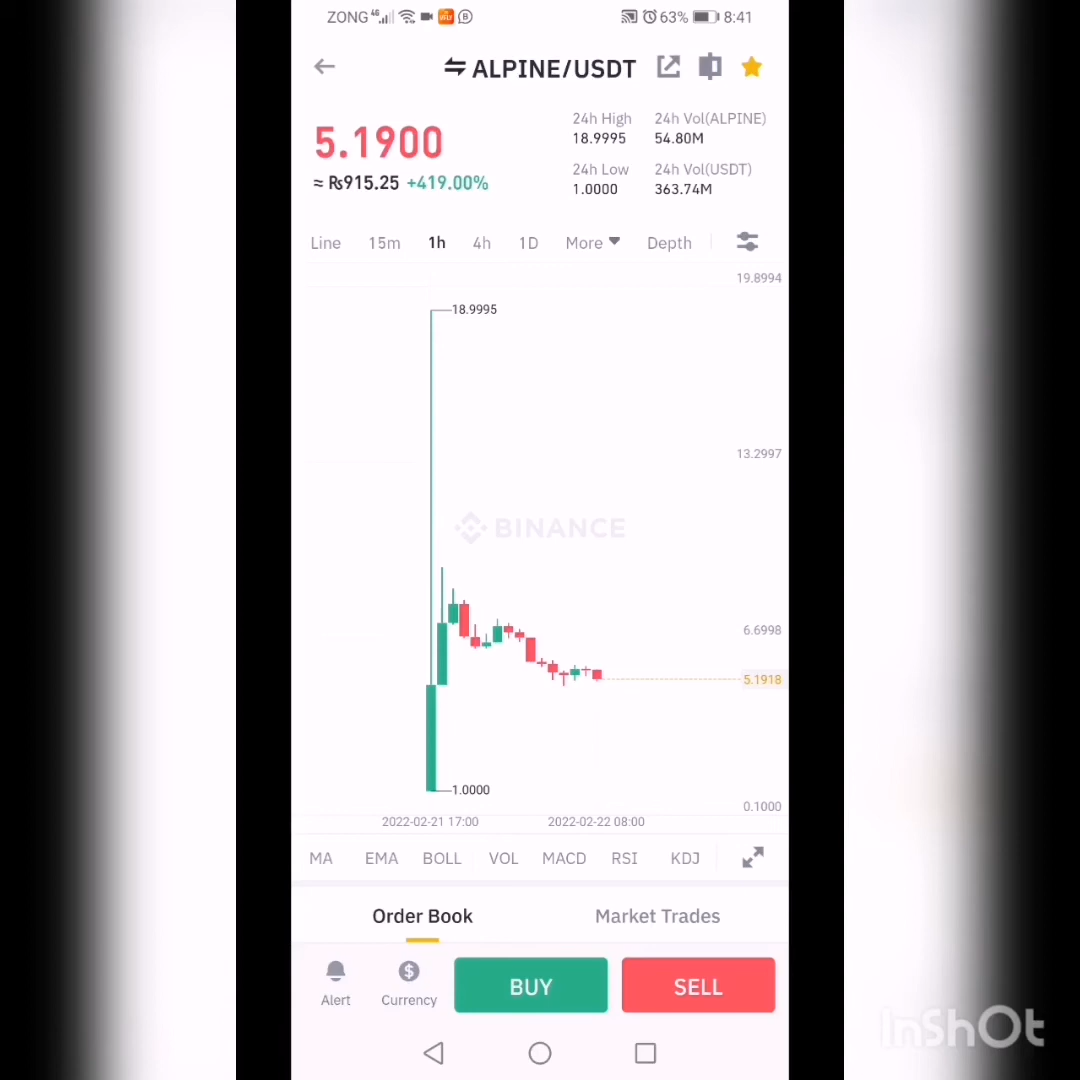 ZONG 4G 63% 8:41
ALPINE/USDT
5.1900
≈ ₨915.25 +419.00%
24h High
18.9995
24h Vol(ALPINE)
54.80M
24h Low
1.0000
24h Vol(USDT)
363.74M
Line 15m 1h 4h 1D More Depth
19.8994
18.9995
13.2997
BINANCE
6.6998
5.1918
1.0000
0.1000
2022-02-21 17:00 2022-02-22 08:00
MA EMA BOLL VOL MACD RSI KDJ
Order Book Market Trades
Alert Currency BUY SELL
InShOt